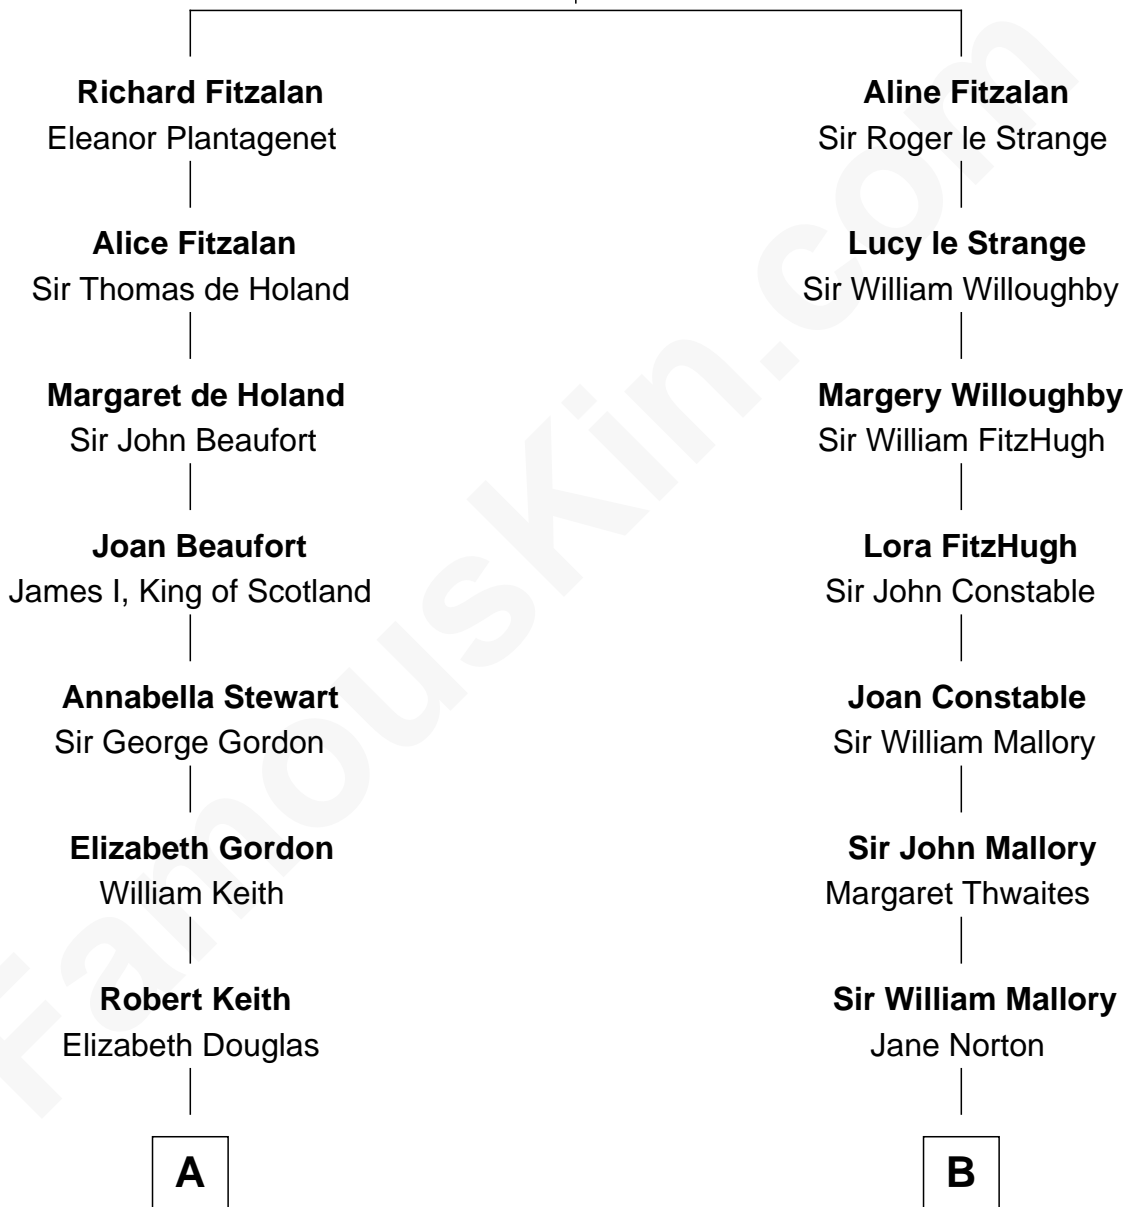 Richard Fitzalan
Eleanor Plantagenet
Aline Fitzalan
Sir Roger le Strange
Alice Fitzalan
Sir Thomas de Holand
Lucy le Strange
Sir William Willoughby
Margaret de Holand
Sir John Beaufort
Margery Willoughby
Sir William FitzHugh
Joan Beaufort
James I, King of Scotland
Lora FitzHugh
Sir John Constable
Annabella Stewart
Sir George Gordon
Joan Constable
Sir William Mallory
Elizabeth Gordon
William Keith
Sir John Mallory
Margaret Thwaites
Robert Keith
Elizabeth Douglas
Sir William Mallory
Jane Norton
A
B
FamousKin.com